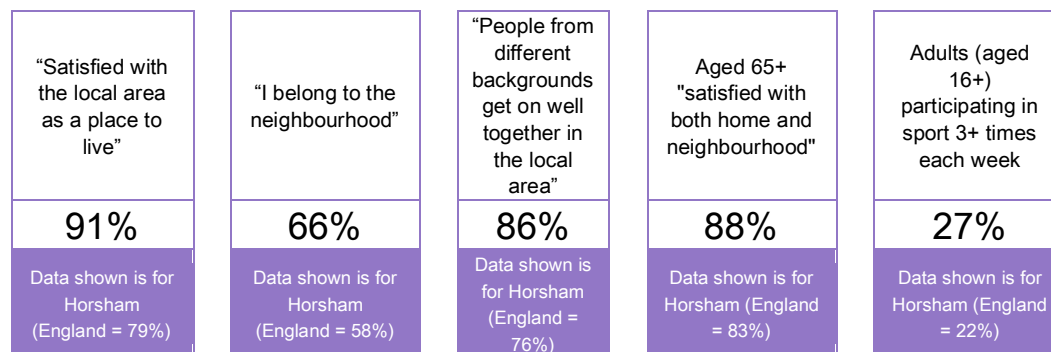 “Satisfied with
the local area
as a place to
live”
91%
Data shown is for
Horsham
(England = 79%)
“I belong to the
neighbourhood”
66%
Data shown is for
Horsham
(England = 58%)
“People from
different
backgrounds
get on well
together in
the local
area”
86%
Data shown is
for Horsham
(England =
76%)
Aged 65+
"satisfied with
both home and
neighbourhood"
88%
Data shown is for
Horsham (England
= 83%)
Adults (aged
16+)
participating in
sport 3+ times
each week
27%
Data shown is for
Horsham (England
= 22%)